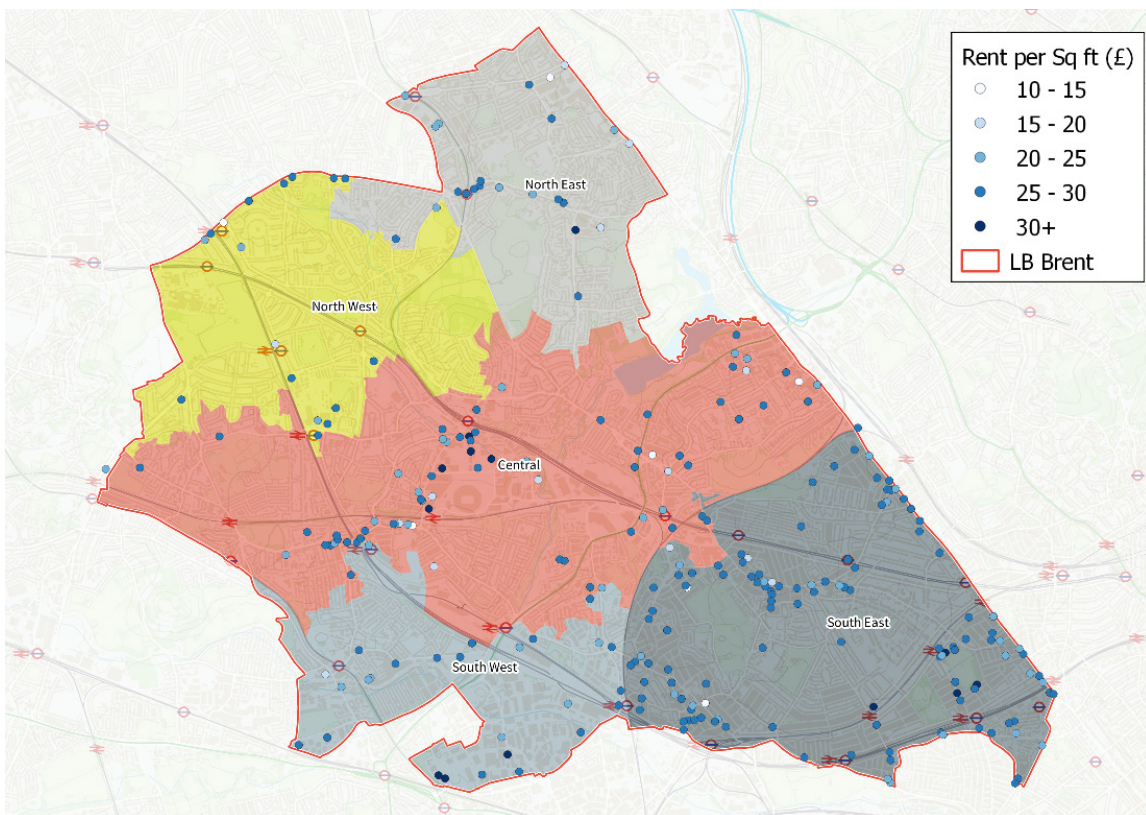 Rent per Sq ft (£)
10 - 15
15 - 20
20 - 25
25 - 30
30+
LB Brent
North East
North West
Central
South East
South West